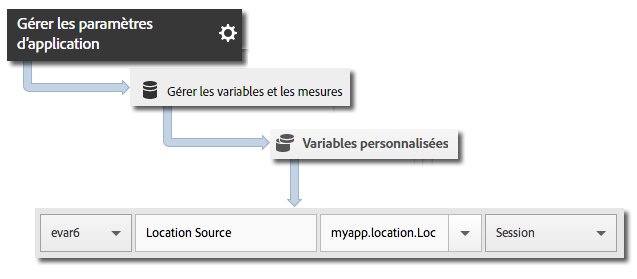 Gérer les paramètres
d’application
Gérer les variables et les mesures
Variables personnalisées
evar6 Location Source myapp.location.Loc Session